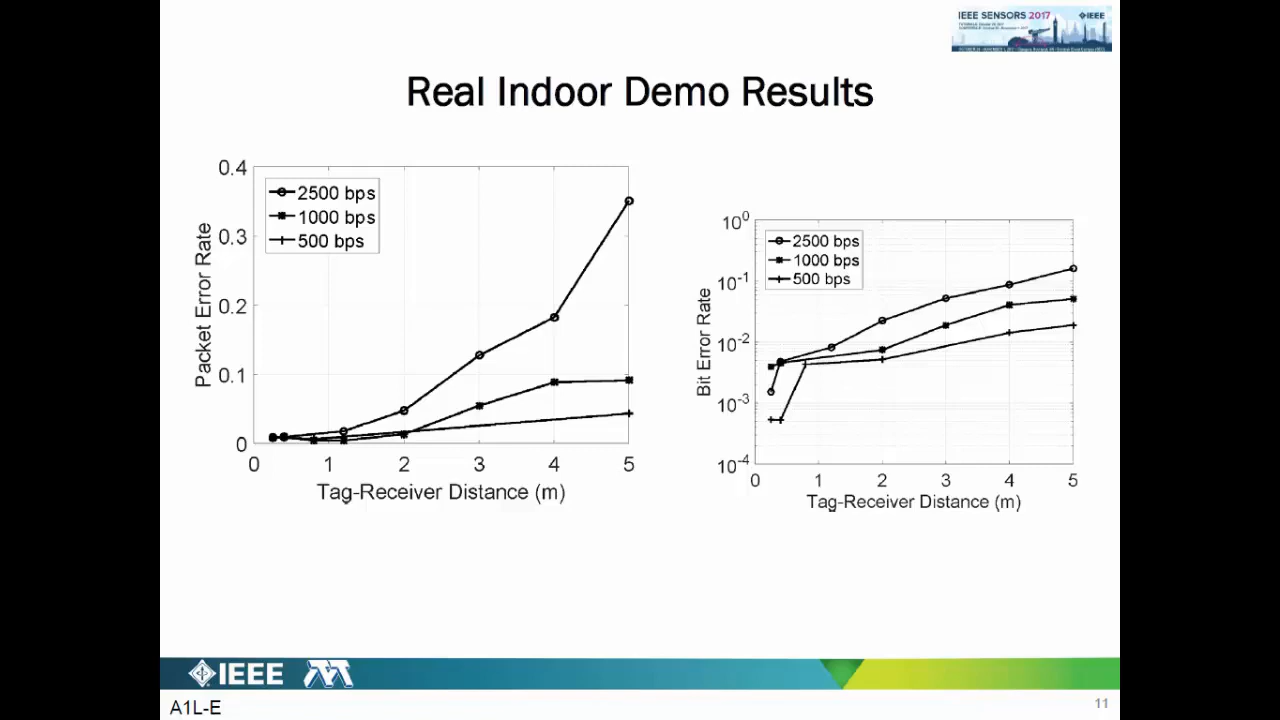 IEEE SENSORS 2017
IEEE
Real Indoor Demo Results
0.4
0.3
0.2
0.1
0
Packet Error Rate
2500 bps
1000 bps
500 bps
0 1 2 3 4 5
Tag-Receiver Distance (m)
10^0
10^-1
10^-2
10^-3
10^-4
Bit Error Rate
2500 bps
1000 bps
500 bps
0 1 2 3 4 5
Tag-Receiver Distance (m)
IEEE
A1L-E
11